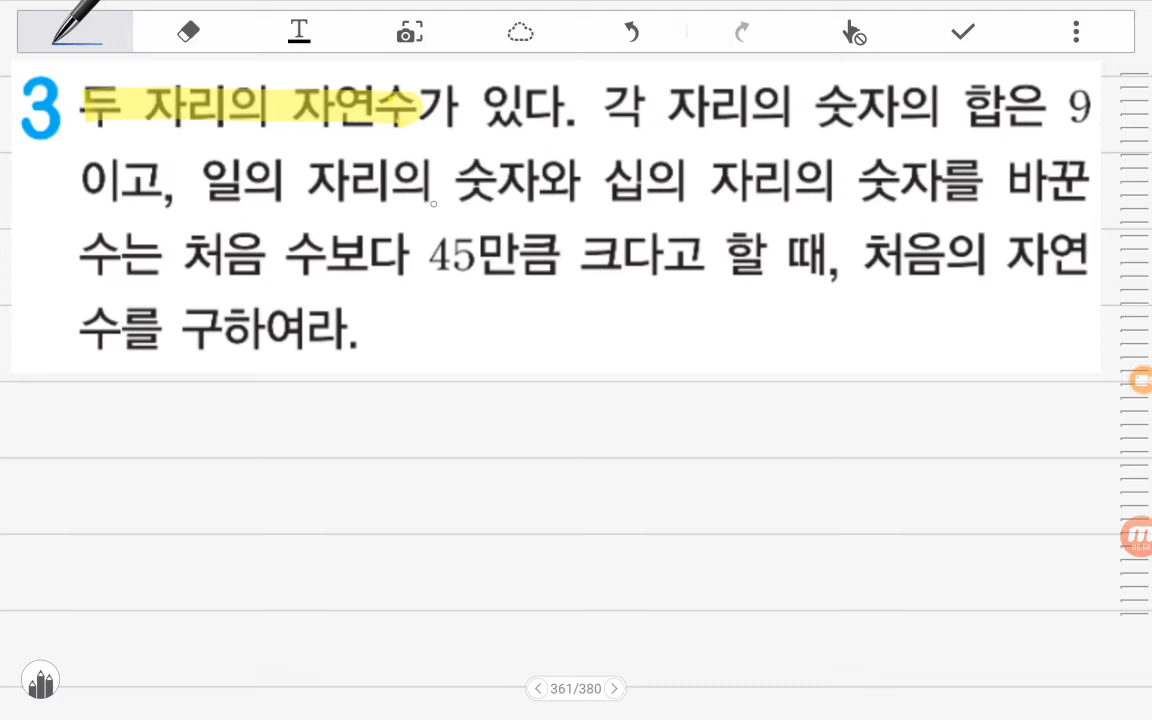 T
3 두 자리의 자연수가 있다. 각 자리의 숫자의 합은 9
이고, 일의 자리의 숫자와 십의 자리의 숫자를 바꾼
수는 처음 수보다 45만큼 크다고 할 때, 처음의 자연
수를 구하여라.
m
361/380